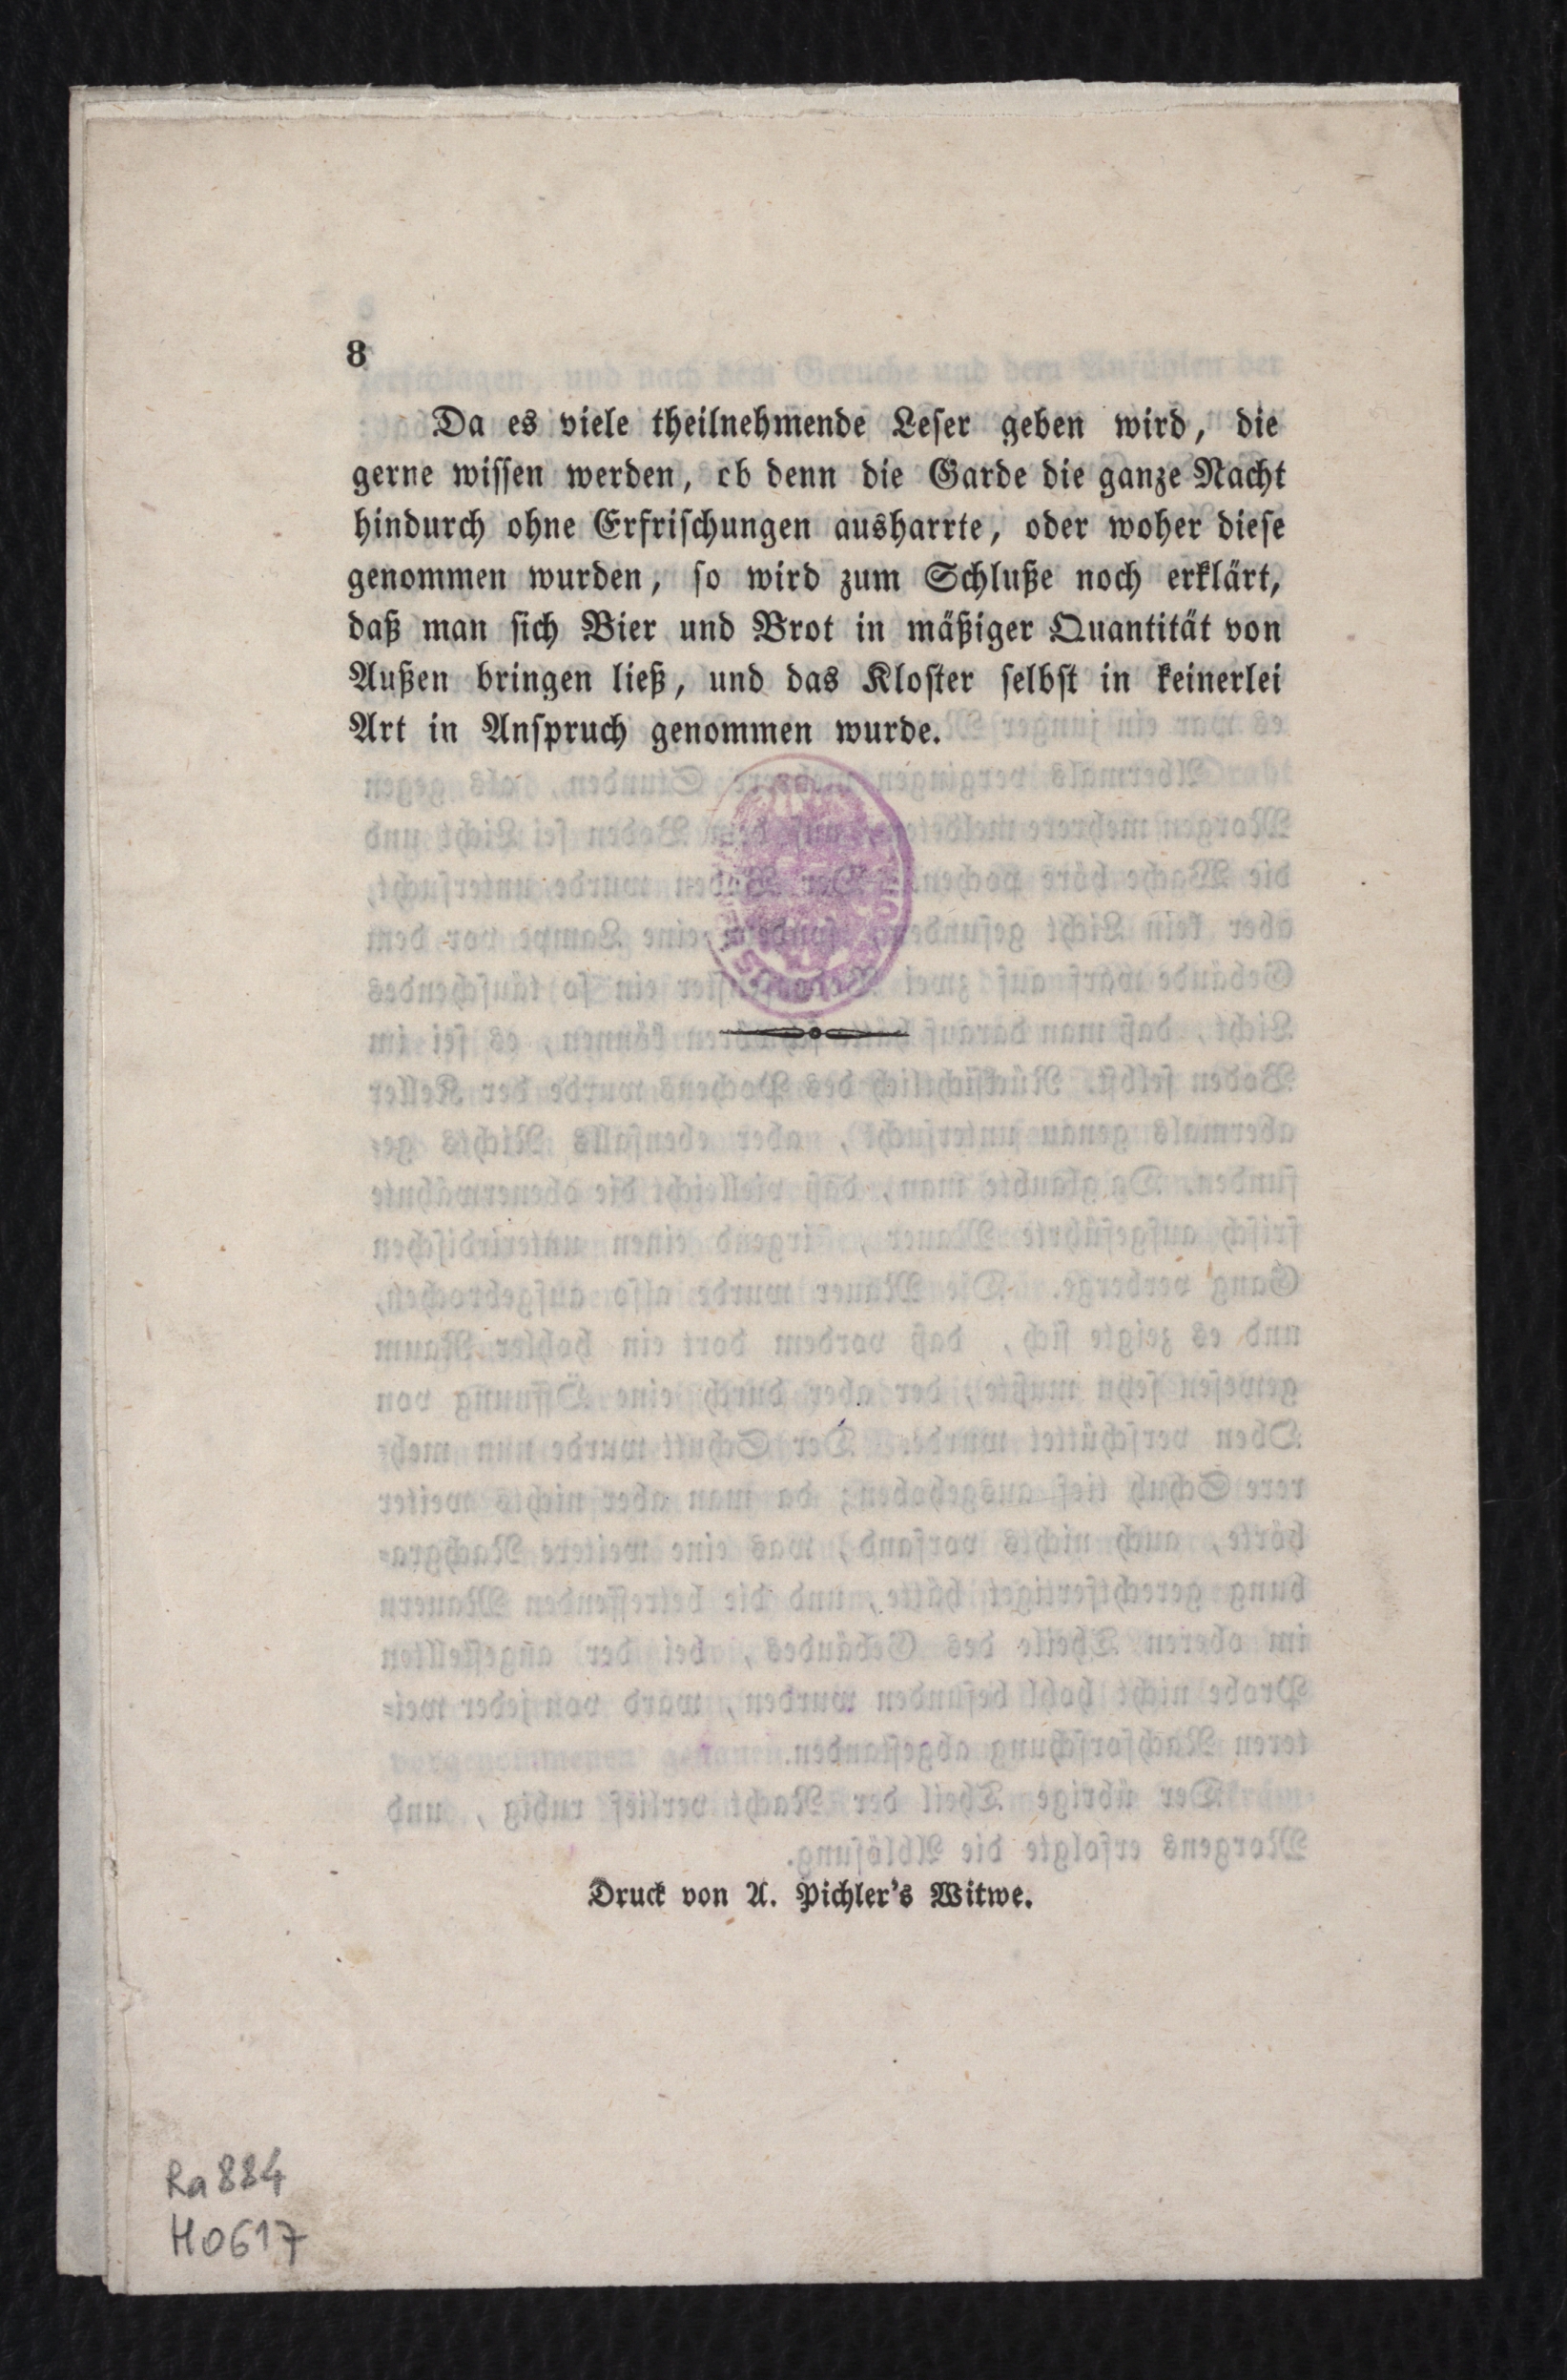 8
Da es viele theilnehmende Leser geben wird, die
gerne wissen werden, ob denn die Garde die ganze Nacht
hindurch ohne Erfrischungen ausharrte, oder woher diese
genommen wurden, so wird zum Schluße noch erklärt,
daß man sich Bier und Brot in mäßiger Quantität von
Außen bringen ließ, und das Kloster selbst in keinerlei
Art in Anspruch genommen wurde.
Druck von A. Pichler's Witwe.
Ra 884
H0617